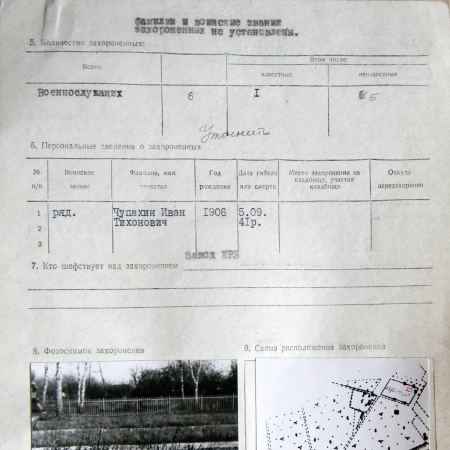 Фамилии и воинские звания
захороненных не установлены.
5. Количество захороненных:
Всего:
В том числе:
известных
неизвестных
Военнослужащих 6 I 5
Уточнить
6. Персональные сведения о захороненных
№ п/п
Воинское звание
Фамилия, имя отчество
Год рождения
Дата гибели или смерти
Место захоронения на кладбище, участке кладбища
Откуда перезахоронен
1 ряд. Чупахин Иван I906 5.09.
2 Тихонович 4Iг.
3
Завод КРЗ
7. Кто шефствует над захоронением
8. Фотоснимок захоронения
9. Схема расположения захоронения